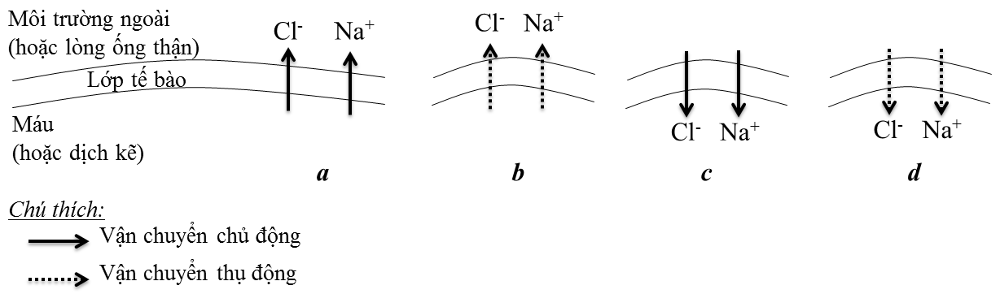 Môi trường ngoài
(hoặc lòng ống thận)
Cl⁻ Na⁺
Cl⁻ Na⁺
Lớp tế bào
Máu
(hoặc dịch kẽ)
Cl⁻ Na⁺
Cl⁻ Na⁺
a b c d
Chú thích:
Vận chuyển chủ động
Vận chuyển thụ động